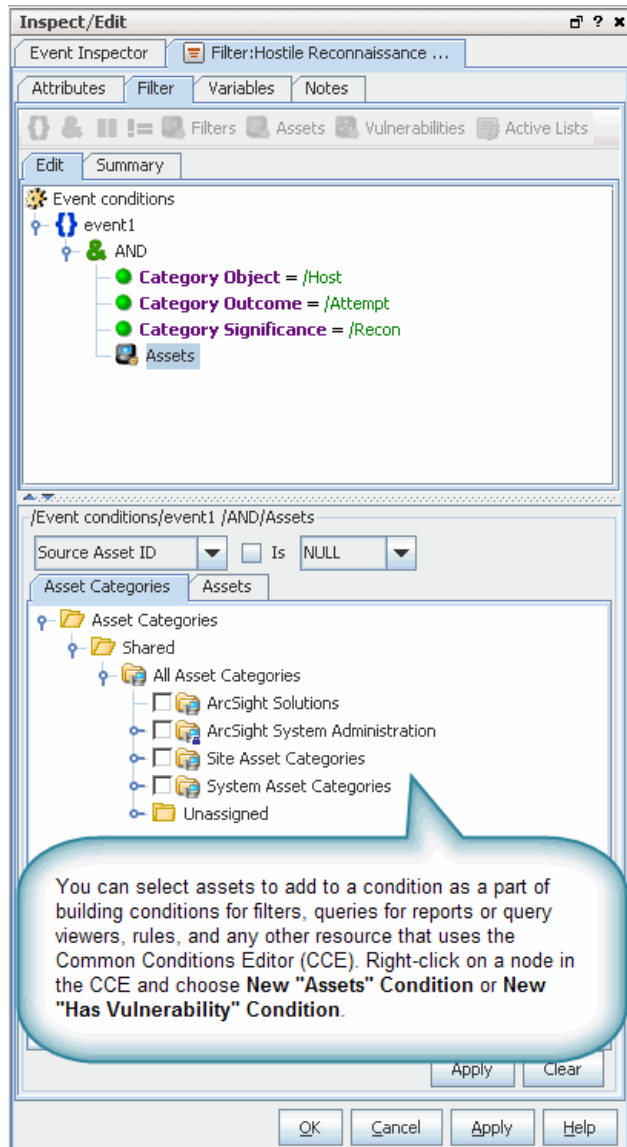 Inspect/Edit
Event Inspector Filter:Hostile Reconnaissance ...
Attributes Filter Variables Notes
Filters Assets Vulnerabilities Active Lists
Edit Summary
Event conditions
event1
AND
Category Object = /Host
Category Outcome = /Attempt
Category Significance = /Recon
Assets
/Event conditions/event1 /AND/Assets
Source Asset ID Is NULL
Asset Categories Assets
Asset Categories
Shared
All Asset Categories
ArcSight Solutions
ArcSight System Administration
Site Asset Categories
System Asset Categories
Unassigned
You can select assets to add to a condition as a part of
building conditions for filters, queries for reports or query
viewers, rules, and any other resource that uses the
Common Conditions Editor (CCE). Right-click on a node in
the CCE and choose New "Assets" Condition or New
"Has Vulnerability" Condition.
Apply Clear
OK Cancel Apply Help